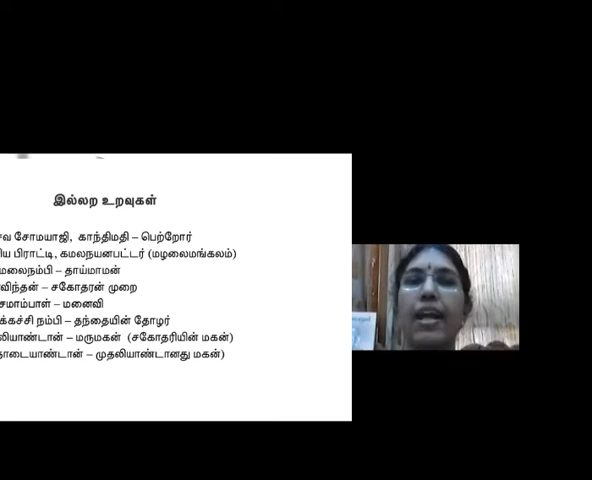 இல்லற உறவுகள்
சோமயாஜி, காந்திமதி – பெற்றோர்
பிராட்டி, கமலநயனபட்டர் (மழலைமங்கலம்)
– தாய்மாமன்
– சகோதரன் முறை
– மனைவி
நம்பி – தந்தையின் தோழர்
– மருமகன் (சகோதரியின் மகன்)
– முதலியாண்டானது மகன்)